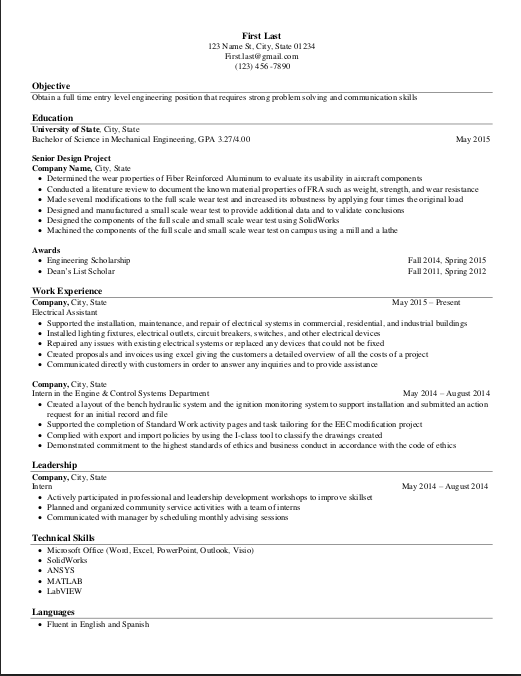 First Last
123 Name St, City, State 01234
First.last@gmail.com
(123) 456 -7890
Objective
Obtain a full time entry level engineering position that requires strong problem solving and communication skills
Education
University of State, City, State
Bachelor of Science in Mechanical Engineering, GPA 3.27/4.00 May 2015
Senior Design Project
Company Name, City, State
• Determined the wear properties of Fiber Reinforced Aluminum to evaluate its usability in aircraft components
• Conducted a literature review to document the known material properties of FRA such as weight, strength, and wear resistance
• Made several modifications to the full scale wear test and increased its robustness by applying four times the original load
• Designed and manufactured a small scale wear test to provide additional data and to validate conclusions
• Designed the components of the full scale and small scale wear test using SolidWorks
• Machined the components of the full scale and small scale wear test on campus using a mill and a lathe
Awards
• Engineering Scholarship Fall 2014, Spring 2015
• Dean's List Scholar Fall 2011, Spring 2012
Work Experience
Company, City, State May 2015 – Present
Electrical Assistant
• Supported the installation, maintenance, and repair of electrical systems in commercial, residential, and industrial buildings
• Installed lighting fixtures, electrical outlets, circuit breakers, switches, and other electrical devices
• Repaired any issues with existing electrical systems or replaced any devices that could not be fixed
• Created proposals and invoices using excel giving the customers a detailed overview of all the costs of a project
• Communicated directly with customers in order to answer any inquiries and to provide assistance
Company, City, State
Intern in the Engine & Control Systems Department May 2014 – August 2014
• Created a layout of the bench hydraulic system and the ignition monitoring system to support installation and submitted an action
request for an initial record and file
• Supported the completion of Standard Work activity pages and task tailoring for the EEC modification project
• Complied with export and import policies by using the I-class tool to classify the drawings created
• Demonstrated commitment to the highest standards of ethics and business conduct in accordance with the code of ethics
Leadership
Company, City, State
Intern May 2014 – August 2014
• Actively participated in professional and leadership development workshops to improve skillset
• Planned and organized community service activities with a team of interns
• Communicated with manager by scheduling monthly advising sessions
Technical Skills
• Microsoft Office (Word, Excel, PowerPoint, Outlook, Visio)
• SolidWorks
• ANSYS
• MATLAB
• LabVIEW
Languages
• Fluent in English and Spanish